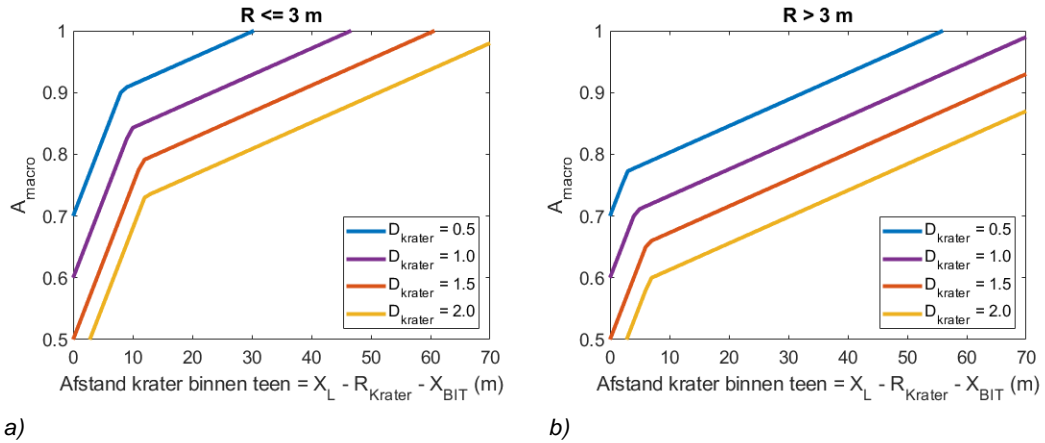 R <= 3 m
1
0.9
0.8
0.7
0.6
0.5
A_macro
D_krater = 0.5
D_krater = 1.0
D_krater = 1.5
D_krater = 2.0
0 10 20 30 40 50 60 70
Afstand krater binnen teen = X_L - R_Krater - X_BIT (m)
a)
R > 3 m
1
0.9
0.8
0.7
0.6
0.5
A_macro
D_krater = 0.5
D_krater = 1.0
D_krater = 1.5
D_krater = 2.0
0 10 20 30 40 50 60 70
Afstand krater binnen teen = X_L - R_Krater - X_BIT (m)
b)